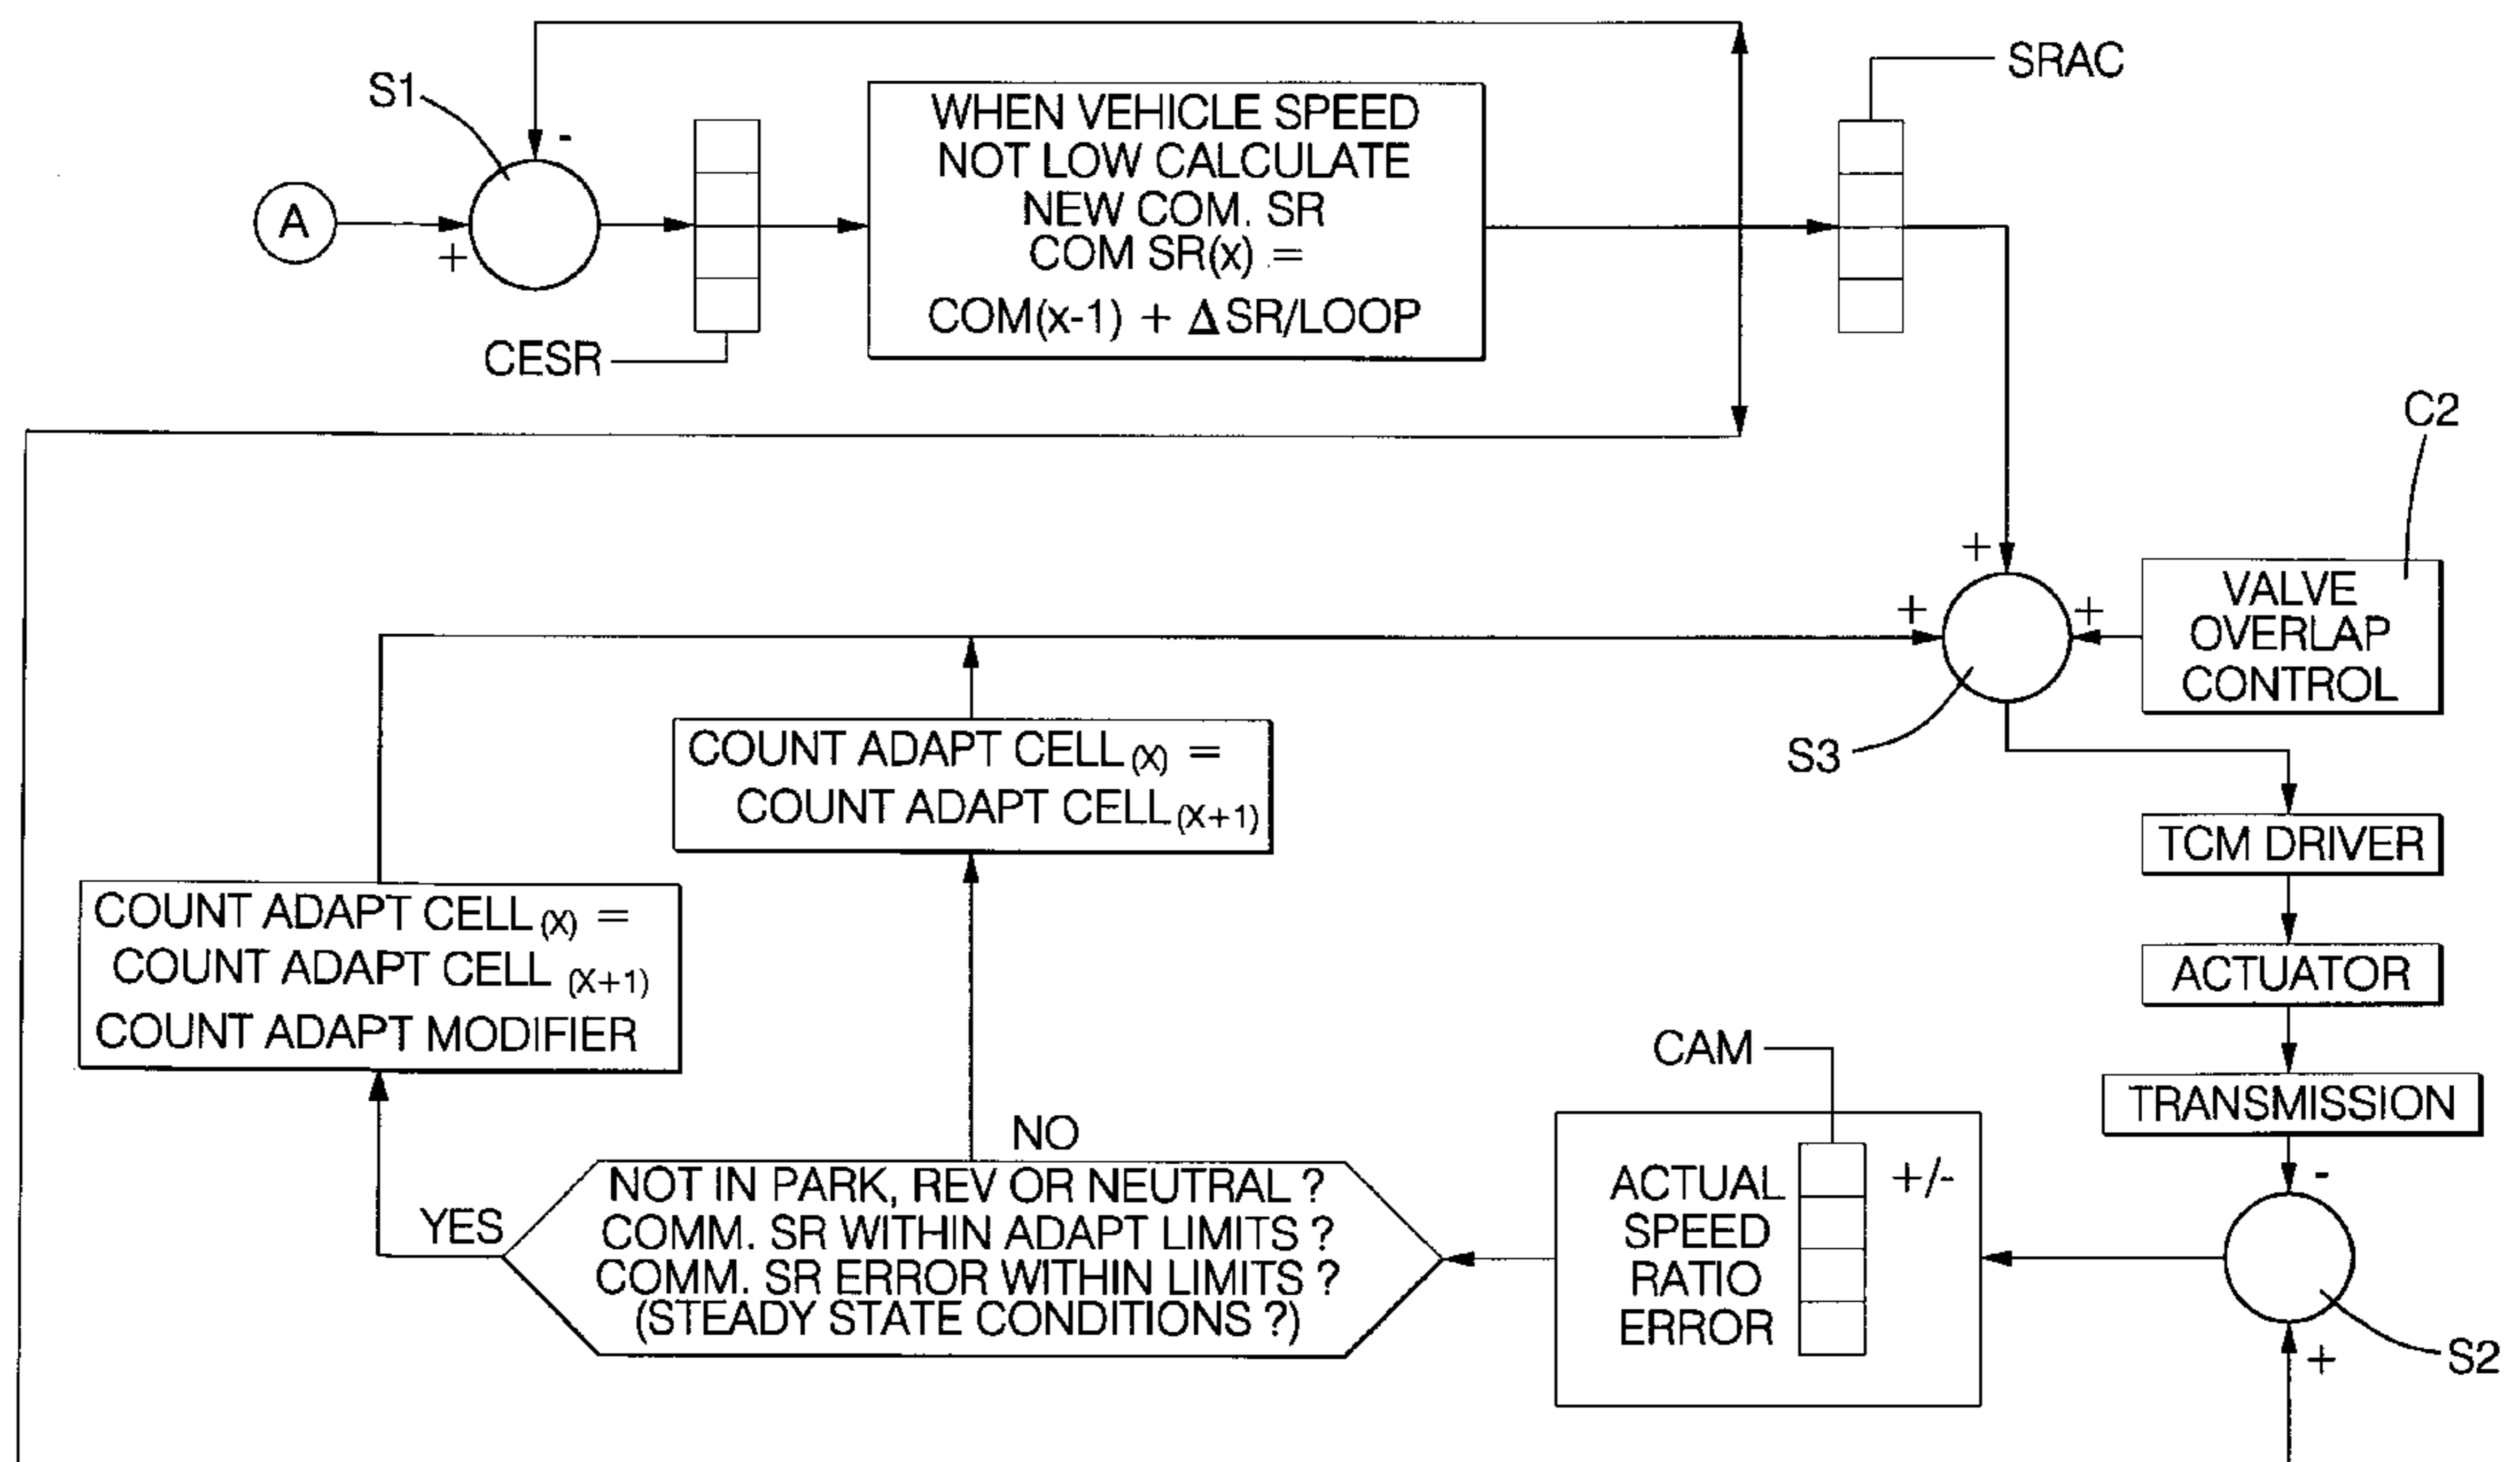 S1
SRAC
A
-
+
WHEN VEHICLE SPEED
NOT LOW CALCULATE
NEW COM. SR
COM SR(x) =
COM(x-1) + Δ SR/LOOP
CESR
C2
+
+
+
VALVE
OVERLAP
CONTROL
S3
COUNT ADAPT CELL(X) =
COUNT ADAPT CELL(X+1)
TCM DRIVER
COUNT ADAPT CELL(X) =
COUNT ADAPT CELL (X+1)
COUNT ADAPT MODIFIER
ACTUATOR
CAM
TRANSMISSION
NO
YES
NOT IN PARK, REV OR NEUTRAL ?
COMM. SR WITHIN ADAPT LIMITS ?
COMM. SR ERROR WITHIN LIMITS ?
(STEADY STATE CONDITIONS ?)
ACTUAL
SPEED
RATIO
ERROR
+/-
-
+
S2